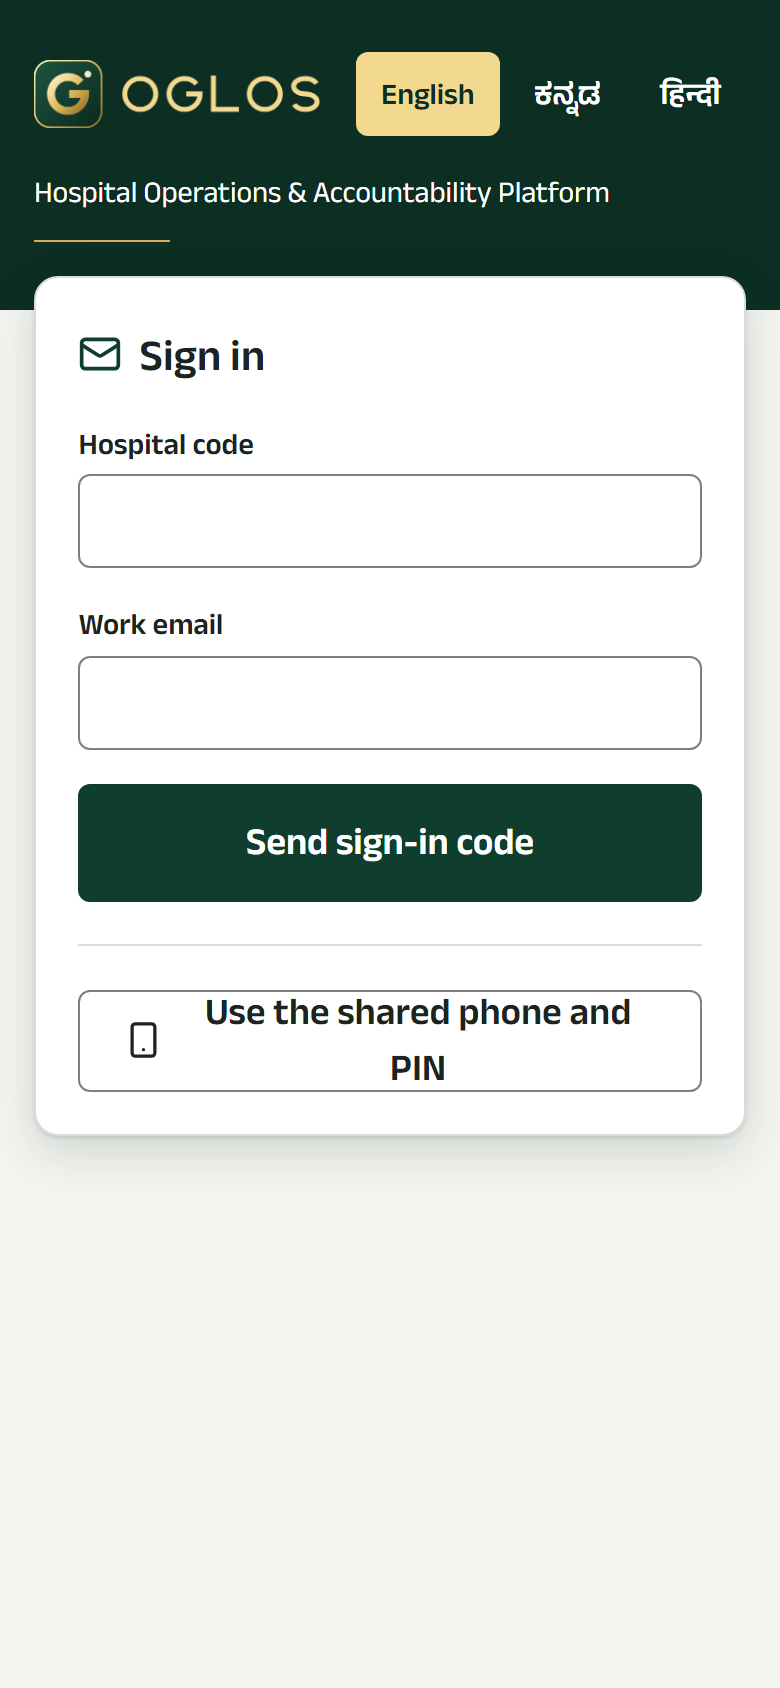 OGLOS
English
ಕನ್ನಡ
हिन्दी
Hospital Operations & Accountability Platform
Sign in
Hospital code
Work email
Send sign-in code
Use the shared phone and
PIN